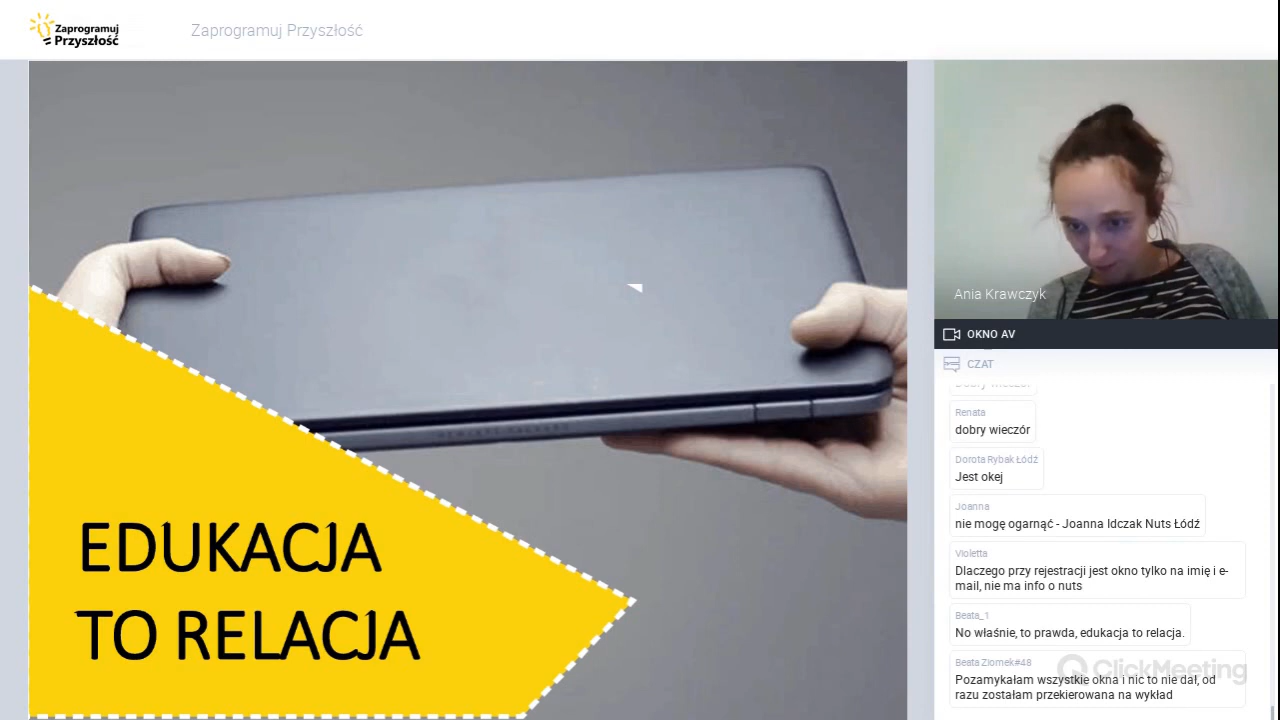 Zaprogramuj
Przyszłość
Zaprogramuj Przyszłość
EDUKACJA
TO RELACJA
Ania Krawczyk
OKNO AV
CZAT
Dobry wieczór
Renata
dobry wieczór
Dorota Rybak Łódź
Jest okej
Joanna
nie mogę ogarnąć - Joanna Idczak Nuts Łódź
Violetta
Dlaczego przy rejestracji jest okno tylko na imię i e-
mail, nie ma info o nuts
Beata_1
No właśnie, to prawda, edukacja to relacja.
Beata Ziomek#48
Pozamykałam wszystkie okna i nic to nie dał, od
razu zostałam przekierowana na wykład
ClickMeeting